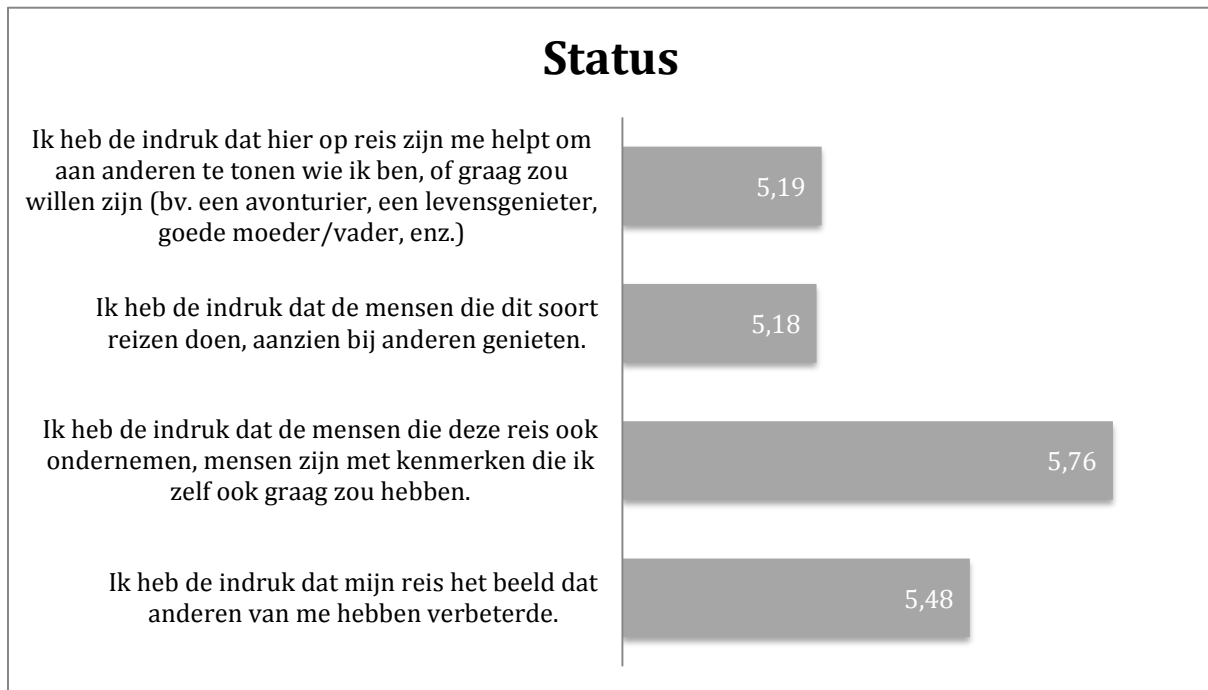 Status
Ik heb de indruk dat hier op reis zijn me helpt om
aan anderen te tonen wie ik ben, of graag zou
willen zijn (bv. een avonturier, een levensgenieter,
goede moeder/vader, enz.)
5,19
Ik heb de indruk dat de mensen die dit soort
reizen doen, aanzien bij anderen genieten.
5,18
Ik heb de indruk dat de mensen die deze reis ook
ondernemen, mensen zijn met kenmerken die ik
zelf ook graag zou hebben.
5,76
Ik heb de indruk dat mijn reis het beeld dat
anderen van me hebben verbeterde.
5,48